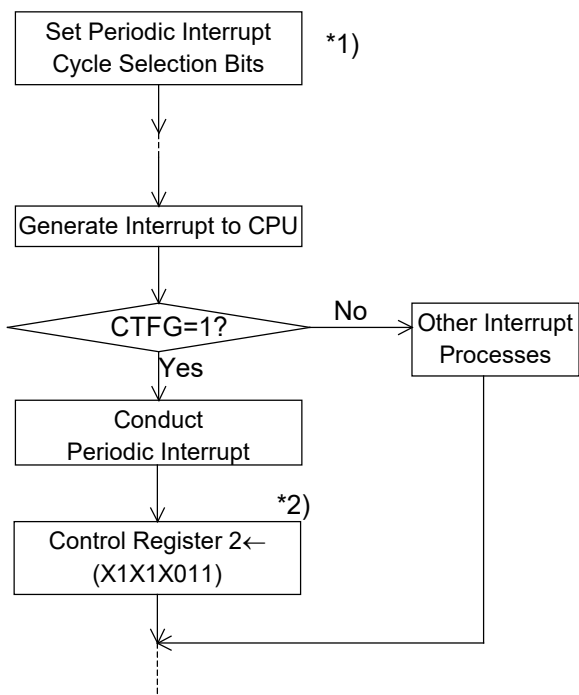 Set Periodic Interrupt
Cycle Selection Bits
*1)
Generate Interrupt to CPU
CTFG=1?
No
Other Interrupt
Processes
Yes
Conduct
Periodic Interrupt
*2)
Control Register 2←
(X1X1X011)